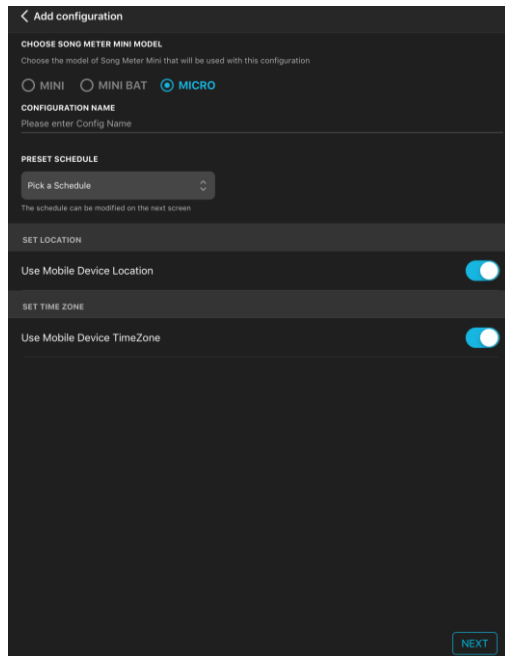 Add configuration
CHOOSE SONG METER MINI MODEL
Choose the model of Song Meter Mini that will be used with this configuration
MINI MINI BAT MICRO
CONFIGURATION NAME
Please enter Config Name
PRESET SCHEDULE
Pick a Schedule
The schedule can be modified on the next screen
SET LOCATION
Use Mobile Device Location
SET TIME ZONE
Use Mobile Device TimeZone
NEXT